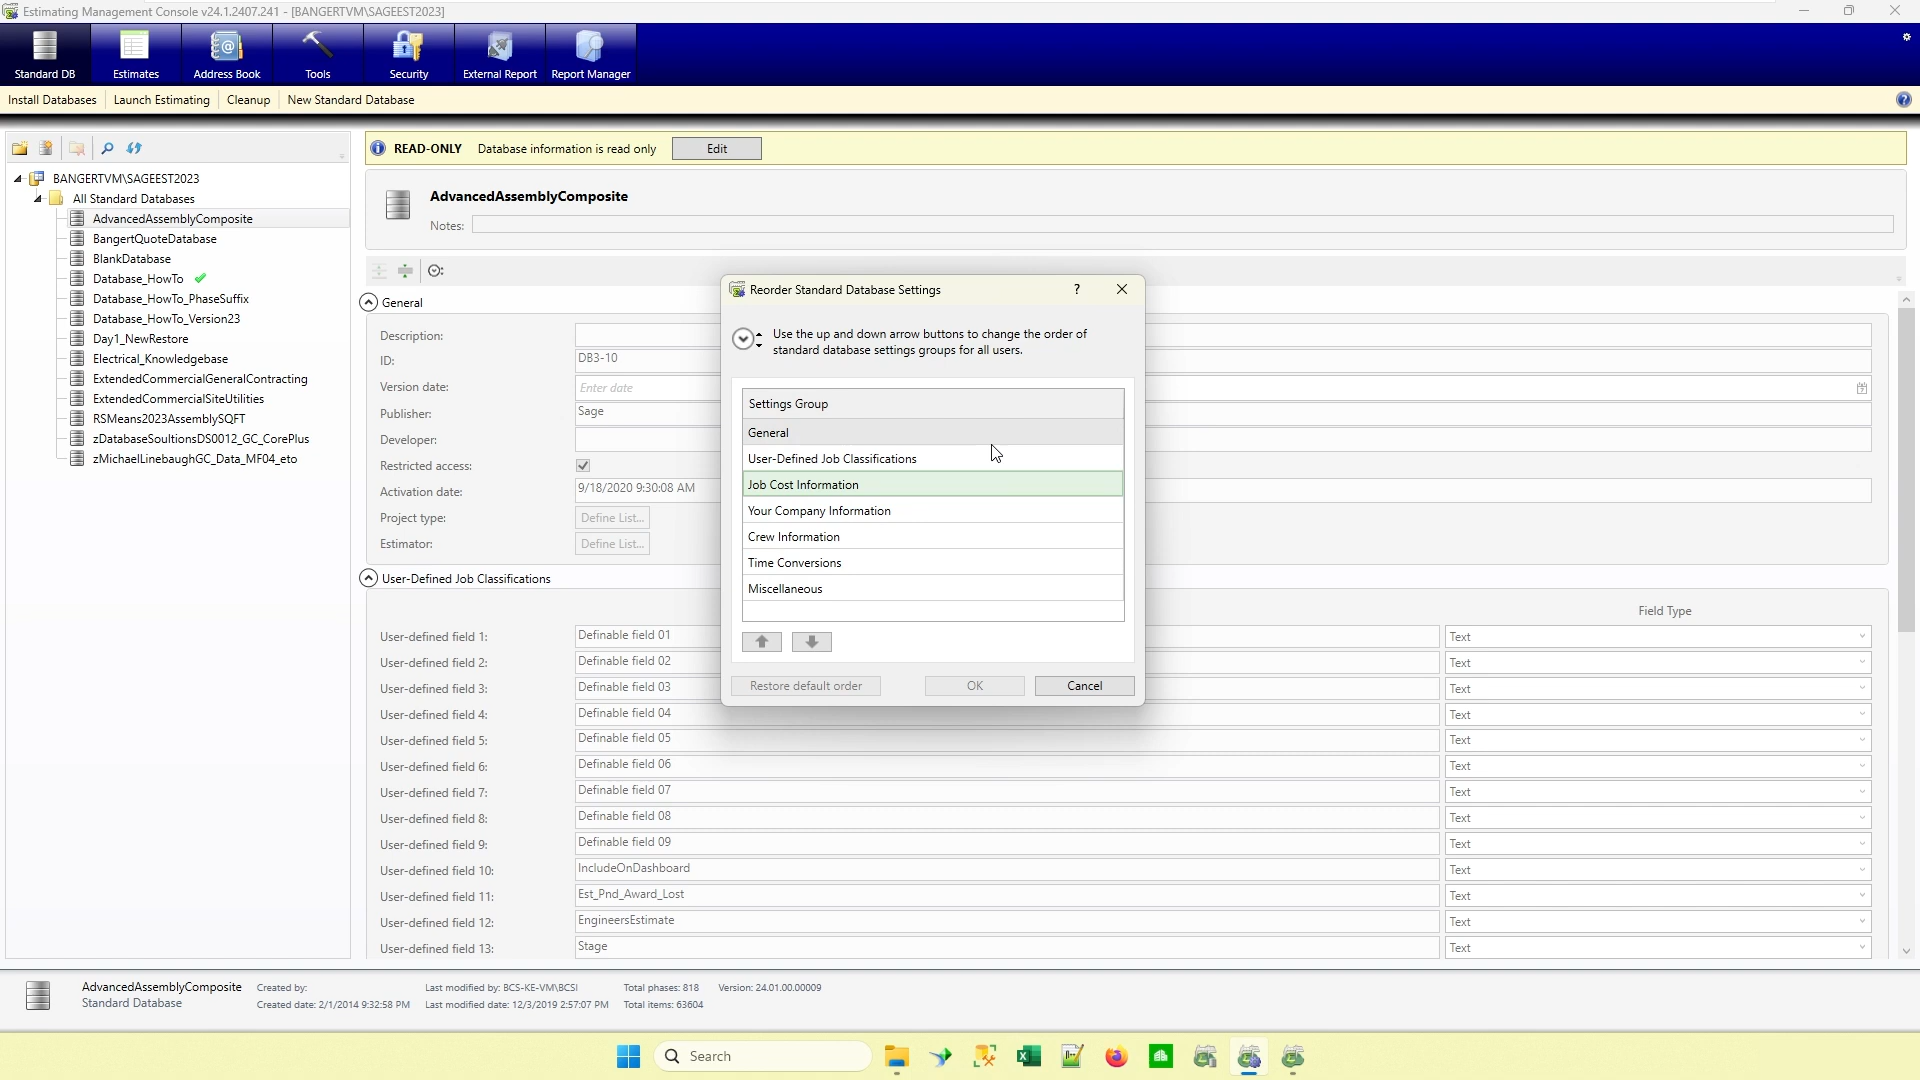 Estimating Management Console v24.1.2407.241 - [BANGERTVM\SAGEEST2023]
Standard DB
Estimates
Address Book
Tools
Security
External Report
Report Manager
Install Databases
Launch Estimating
Cleanup
New Standard Database
READ-ONLY Database information is read only
Edit
BANGERTVM\SAGEEST2023
All Standard Databases
AdvancedAssemblyComposite
BangertQuoteDatabase
BlankDatabase
Database_HowTo
Database_HowTo_PhaseSuffix
Database_HowTo_Version23
Day1_NewRestore
Electrical_Knowledgebase
ExtendedCommercialGeneralContracting
ExtendedCommercialSiteUtilities
RSMeans2023AssemblySQFT
zDatabaseSoultionsDS0012_GC_CorePlus
zMichaelLinebaughGC_Data_MF04_eto
AdvancedAssemblyComposite
Notes:
General
Description:
ID: DB3-10
Version date: Enter date
Publisher: Sage
Developer:
Restricted access:
Activation date: 9/18/2020 9:30:08 AM
Project type: Define List...
Estimator: Define List...
User-Defined Job Classifications
Field Type
User-defined field 1: Definable field 01 Text
User-defined field 2: Definable field 02 Text
User-defined field 3: Definable field 03 Text
User-defined field 4: Definable field 04 Text
User-defined field 5: Definable field 05 Text
User-defined field 6: Definable field 06 Text
User-defined field 7: Definable field 07 Text
User-defined field 8: Definable field 08 Text
User-defined field 9: Definable field 09 Text
User-defined field 10: IncludeOnDashboard Text
User-defined field 11: Est_Pnd_Award_Lost Text
User-defined field 12: EngineersEstimate Text
User-defined field 13: Stage Text
Reorder Standard Database Settings
?
Use the up and down arrow buttons to change the order of
standard database settings groups for all users.
Settings Group
General
User-Defined Job Classifications
Job Cost Information
Your Company Information
Crew Information
Time Conversions
Miscellaneous
Restore default order
OK
Cancel
AdvancedAssemblyComposite
Standard Database
Created by:
Created date: 2/1/2014 9:32:58 PM
Last modified by: BCS-KE-VM\BCSI
Last modified date: 12/3/2019 2:57:07 PM
Total phases: 818
Total items: 63604
Version: 24.01.00.00009
Search